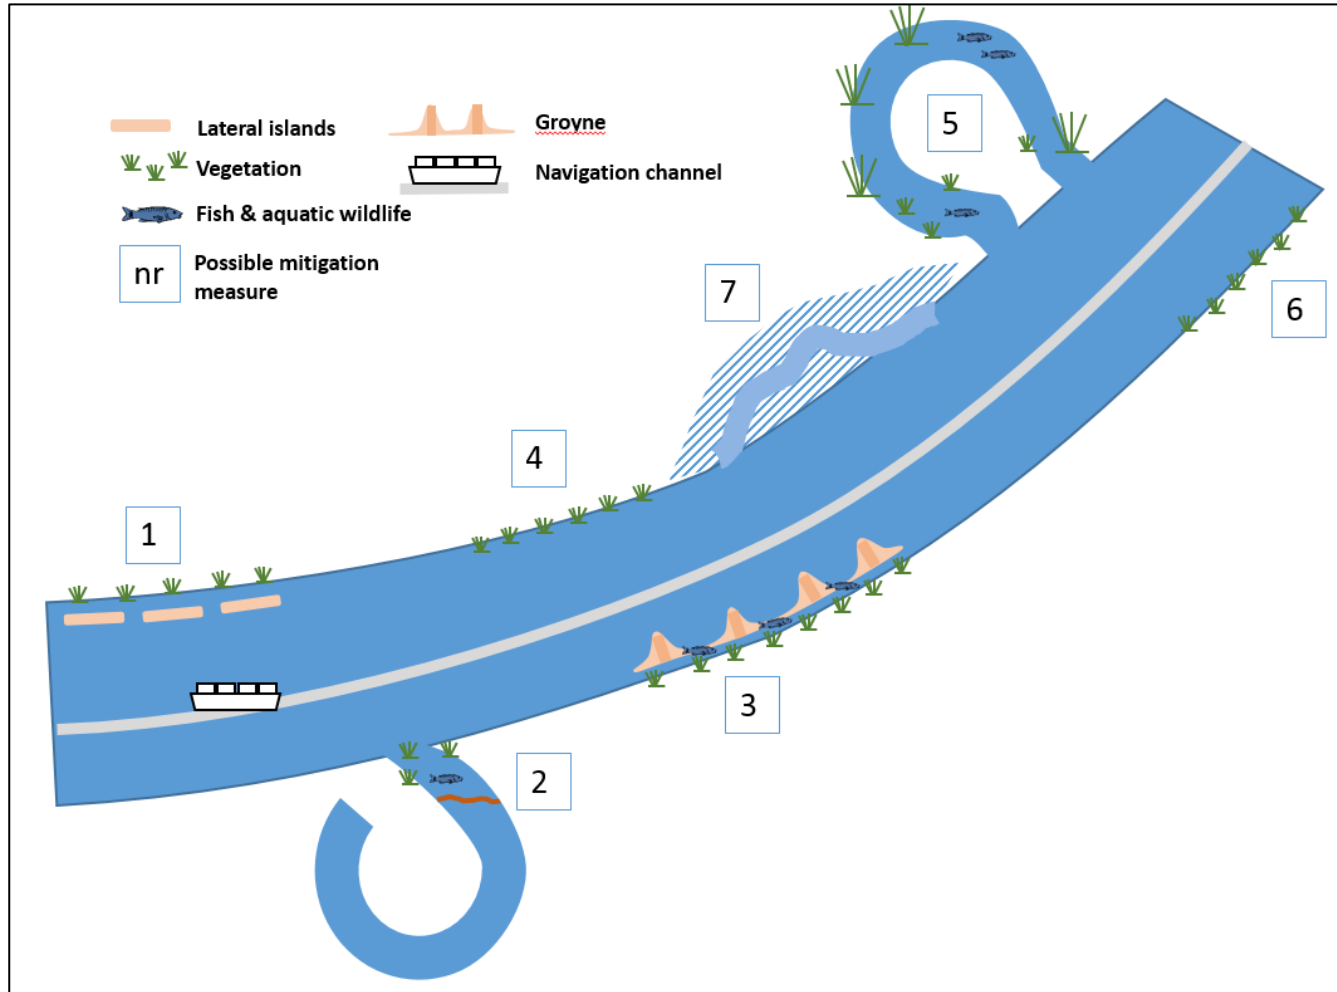 Lateral islands
Groyne
Vegetation
Navigation channel
Fish & aquatic wildlife
nr
Possible mitigation
measure
5
7
6
4
1
3
2